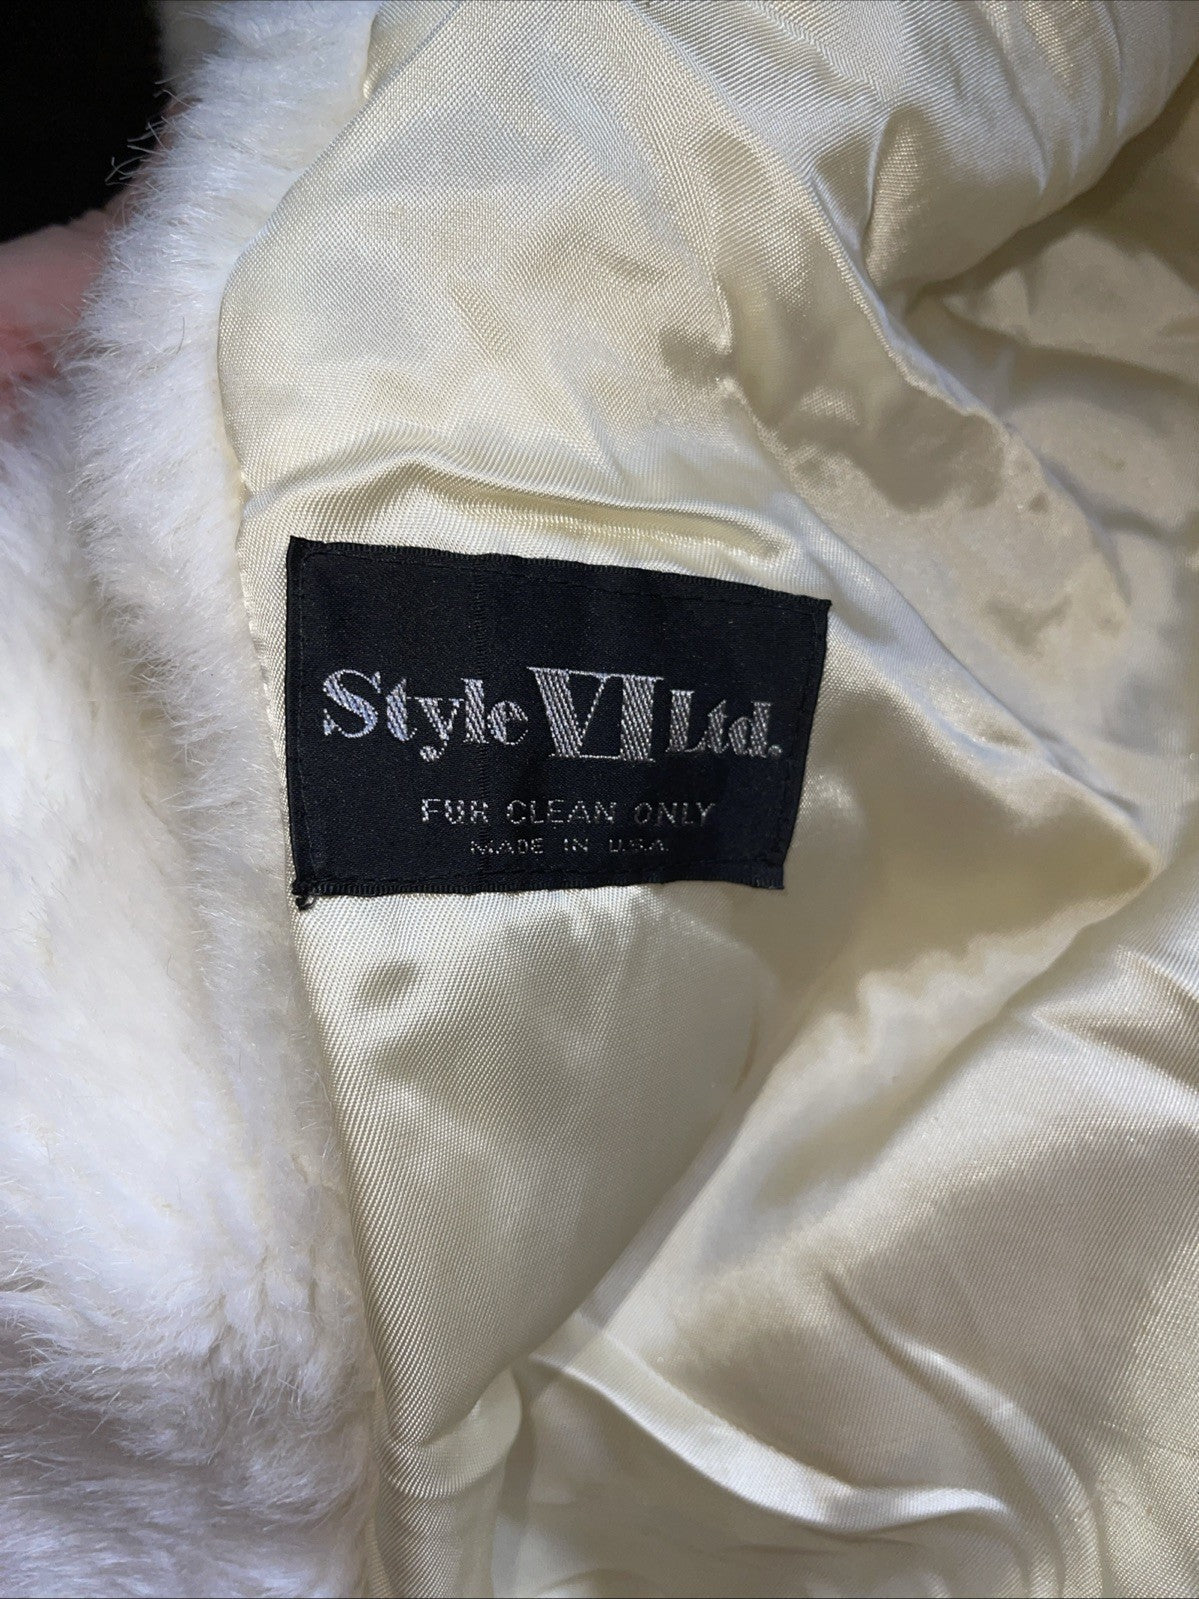 Style VI Ltd.
FUR CLEAN ONLY
MADE IN U.S.A.